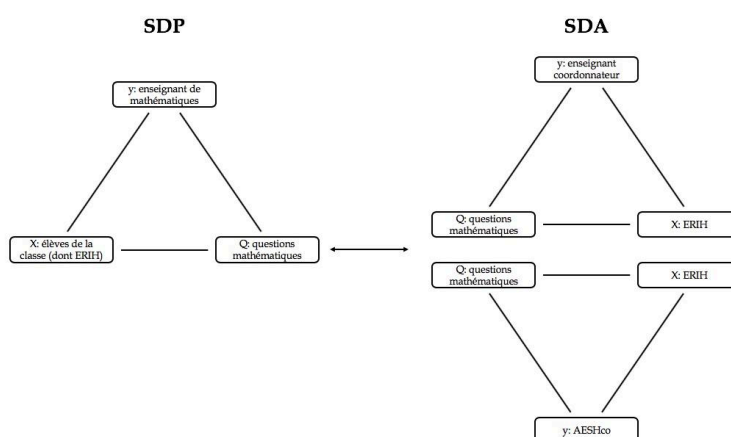 SDP
SDA
y: enseignant de
mathématiques
y: enseignant
coordonnateur
X: élèves de la
classe (dont ERIH)
Q: questions
mathématiques
Q: questions
mathématiques
X: ERIH
Q: questions
mathématiques
X: ERIH
y: AESHco